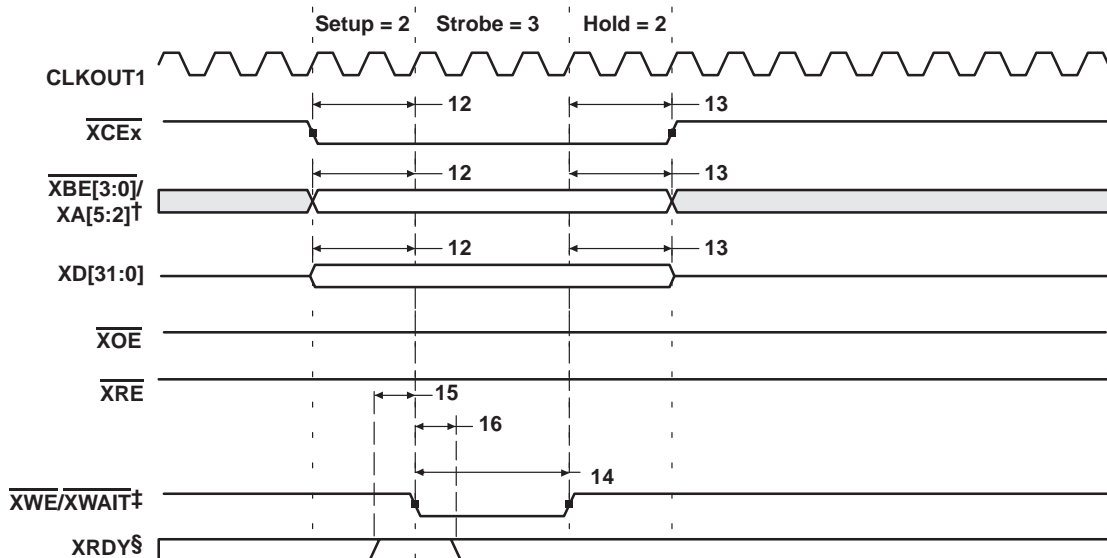 Setup = 2 Strobe = 3 Hold = 2
CLKOUT1
12 13
XCEx
12 13
XBE[3:0]/
XA[5:2]†
12 13
XD[31:0]
XOE
XRE
15
16
14
XWE/XWAIT‡
XRDY§